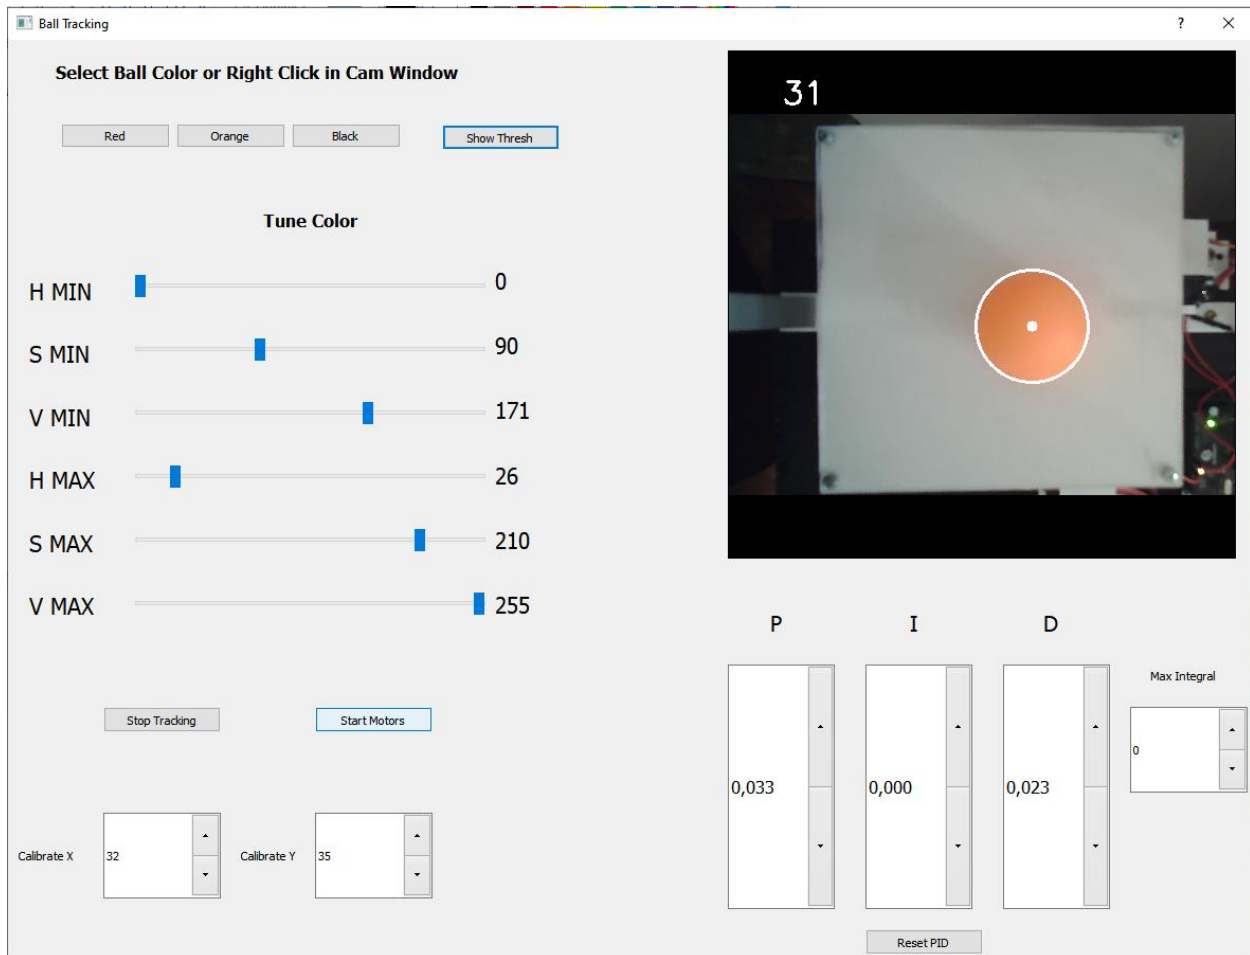 Ball Tracking
?
Select Ball Color or Right Click in Cam Window
Red
Orange
Black
Show Thresh
31
Tune Color
H MIN
0
S MIN
90
V MIN
171
H MAX
26
S MAX
210
V MAX
255
P
I
D
Max Integral
0,033
0,000
0,023
0
Stop Tracking
Start Motors
Calibrate X
32
Calibrate Y
35
Reset PID